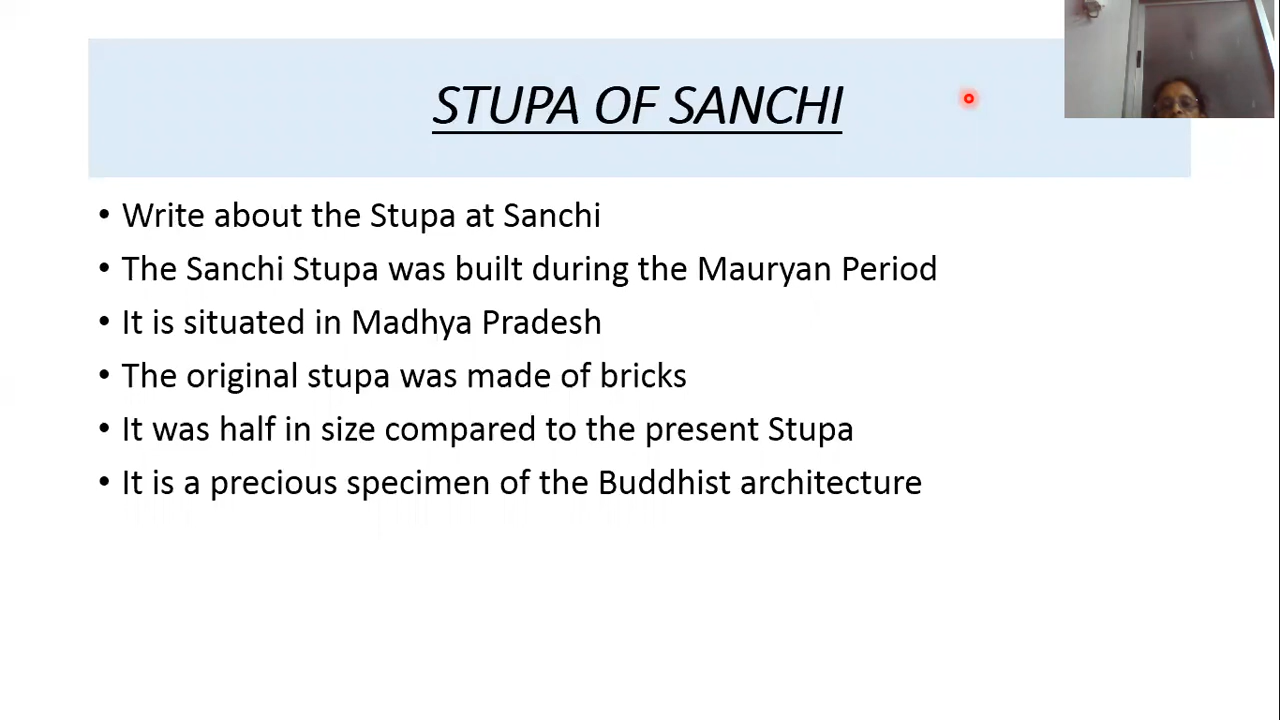 STUPA OF SANCHI
• Write about the Stupa at Sanchi
• The Sanchi Stupa was built during the Mauryan Period
• It is situated in Madhya Pradesh
• The original stupa was made of bricks
• It was half in size compared to the present Stupa
• It is a precious specimen of the Buddhist architecture